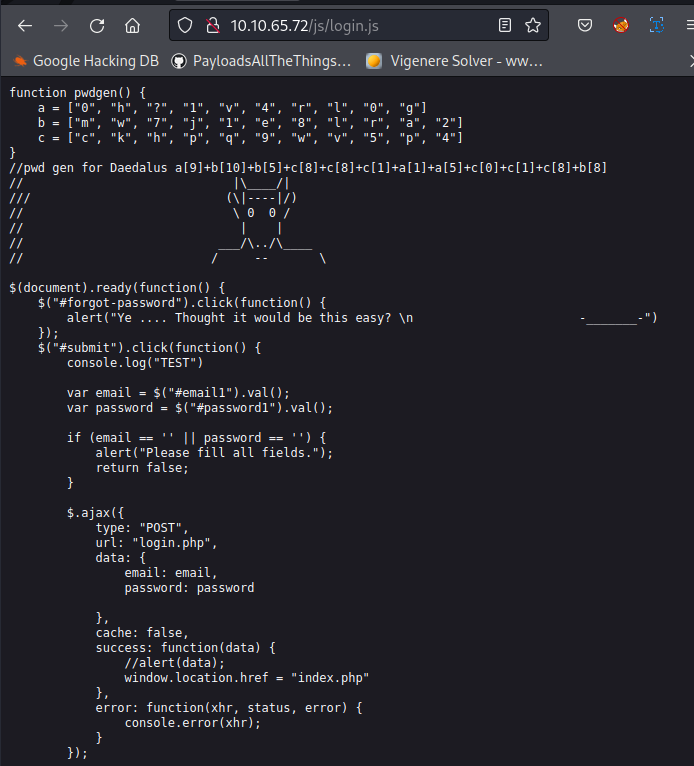 10.10.65.72/js/login.js
Google Hacking DB PayloadsAllTheThings… Vigenere Solver - ww…
function pwdgen() {
    a = ["0", "h", "?", "1", "v", "4", "r", "l", "0", "g"]
    b = ["m", "w", "7", "j", "1", "e", "8", "l", "r", "a", "2"]
    c = ["c", "k", "h", "p", "q", "9", "w", "v", "5", "p", "4"]
}
//pwd gen for Daedalus a[9]+b[10]+b[5]+c[8]+c[8]+c[1]+a[1]+a[5]+c[0]+c[1]+c[8]+b[8]
//                             |\____/|
///                           (\|----|/)
//                             \ 0  0 /
//                              |    |
//                           ___/\../\____
//                          /     --       \
$(document).ready(function() {
    $("#forgot-password").click(function() {
        alert("Ye .... Thought it would be this easy? \n                       -_______-")
    });
    $("#submit").click(function() {
        console.log("TEST")
        var email = $("#email1").val();
        var password = $("#password1").val();
        if (email == '' || password == '') {
            alert("Please fill all fields.");
            return false;
        }
        $.ajax({
            type: "POST",
            url: "login.php",
            data: {
                email: email,
                password: password
            },
            cache: false,
            success: function(data) {
                //alert(data);
                window.location.href = "index.php"
            },
            error: function(xhr, status, error) {
                console.error(xhr);
            }
        });